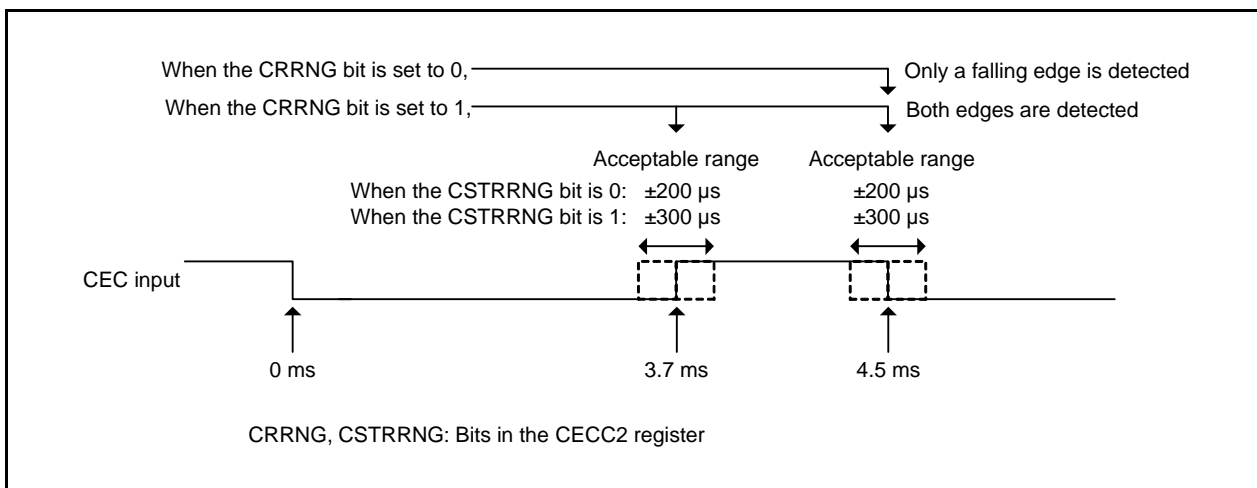 When the CRRNG bit is set to 0, Only a falling edge is detected
When the CRRNG bit is set to 1, Both edges are detected
Acceptable range Acceptable range
When the CSTRRNG bit is 0: ±200 µs ±200 µs
When the CSTRRNG bit is 1: ±300 µs ±300 µs
CEC input
0 ms 3.7 ms 4.5 ms
CRRNG, CSTRRNG: Bits in the CECC2 register